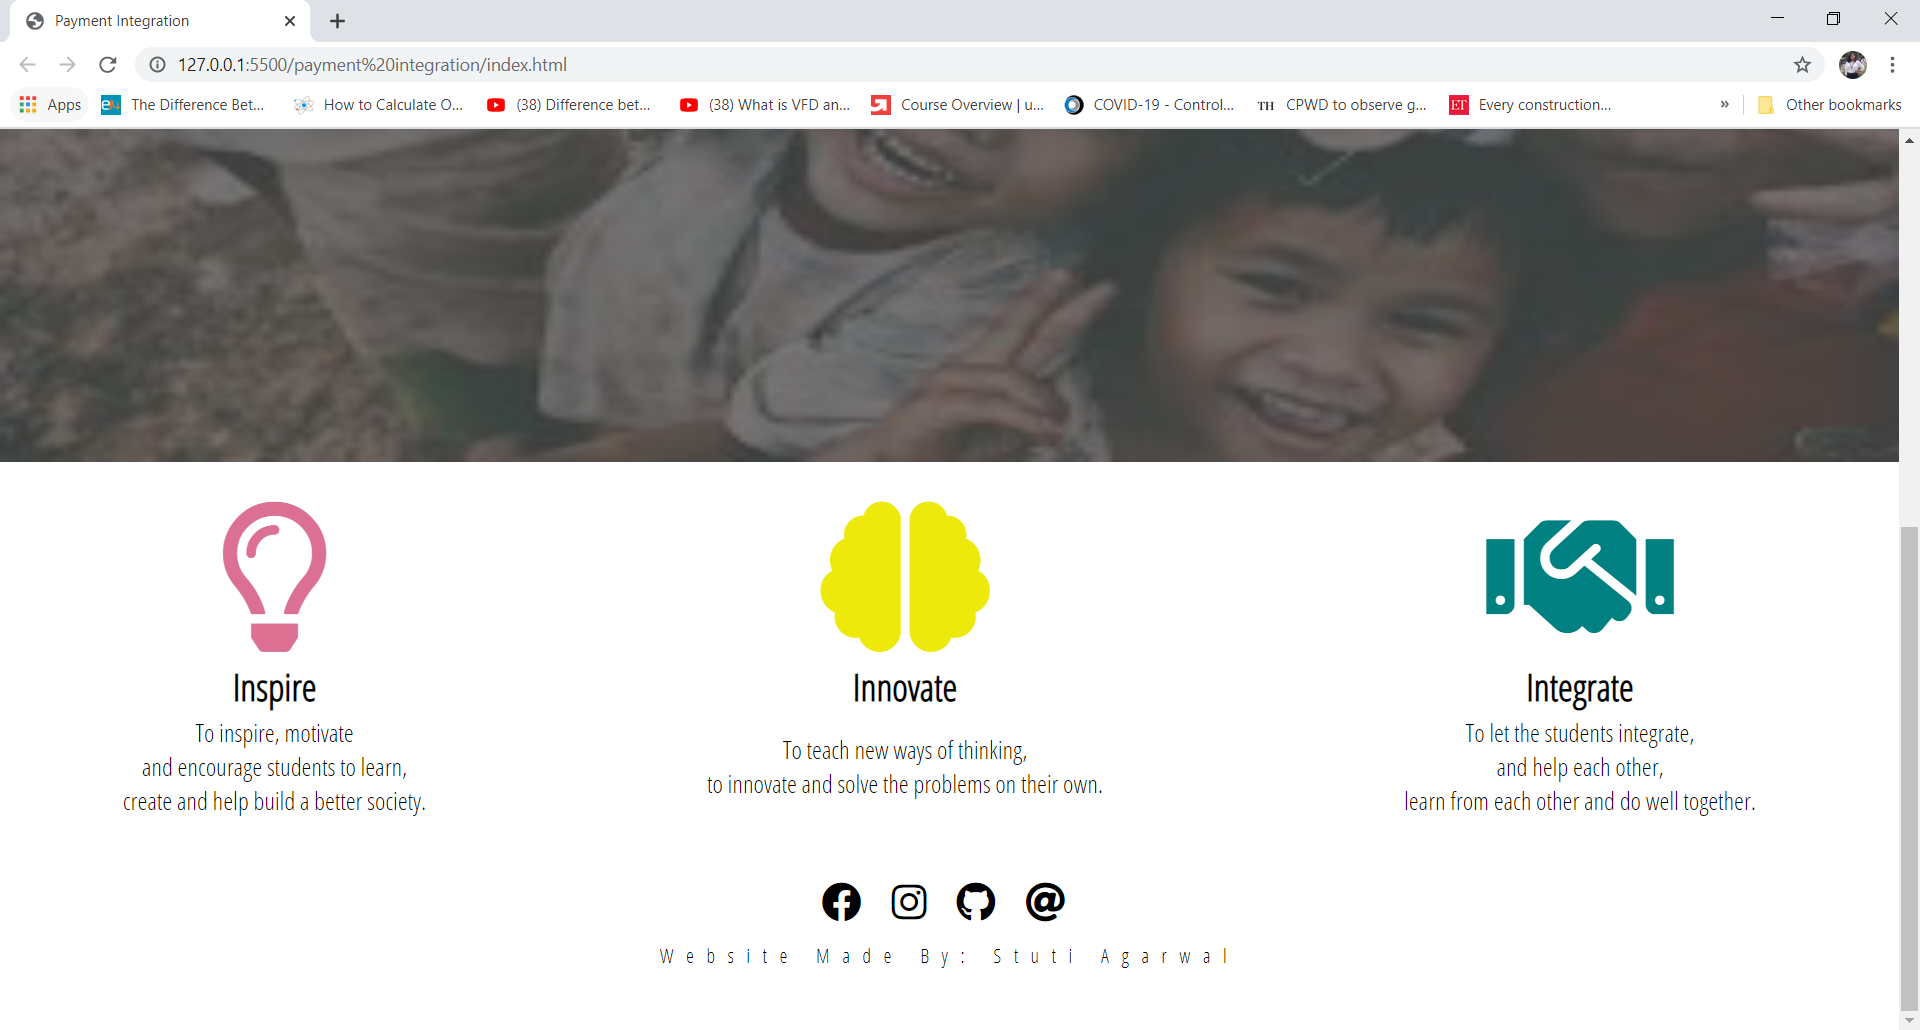 Payment Integration
127.0.0.1:5500/payment%20integration/index.html
Apps
The Difference Bet...
How to Calculate O...
(38) Difference bet...
(38) What is VFD an...
Course Overview | u...
COVID-19 - Control...
TH CPWD to observe g...
ET Every construction...
»
Other bookmarks
Inspire
To inspire, motivate
and encourage students to learn,
create and help build a better society.
Innovate
To teach new ways of thinking,
to innovate and solve the problems on their own.
Integrate
To let the students integrate,
and help each other,
learn from each other and do well together.
Website Made By: Stuti Agarwal